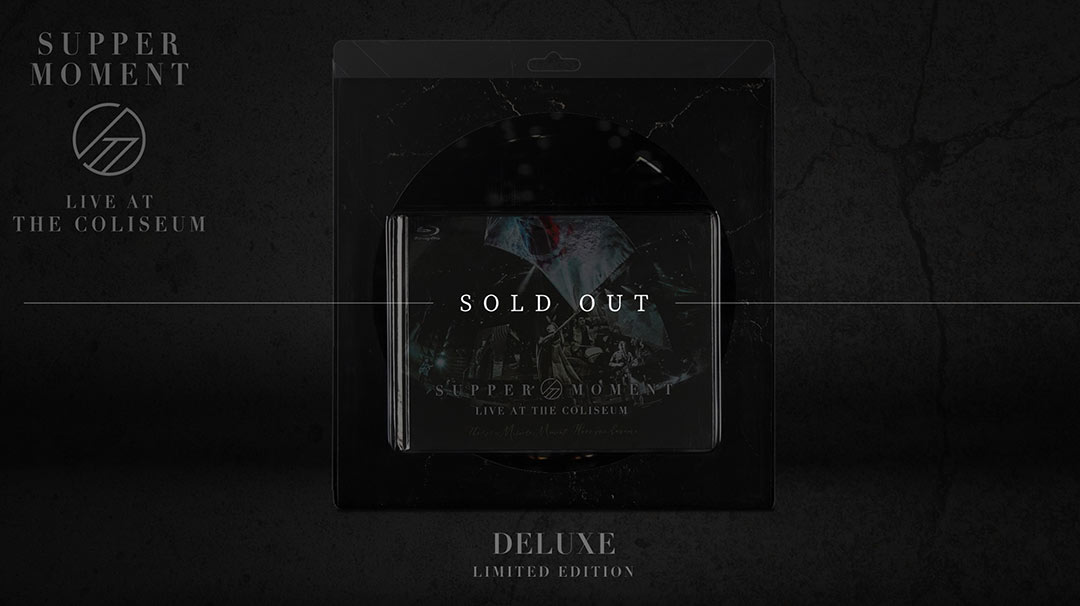 SUPPER
MOMENT
LIVE AT
THE COLISEUM
SOLD OUT
SUPPER MOMENT
LIVE AT THE COLISEUM
DELUXE
LIMITED EDITION